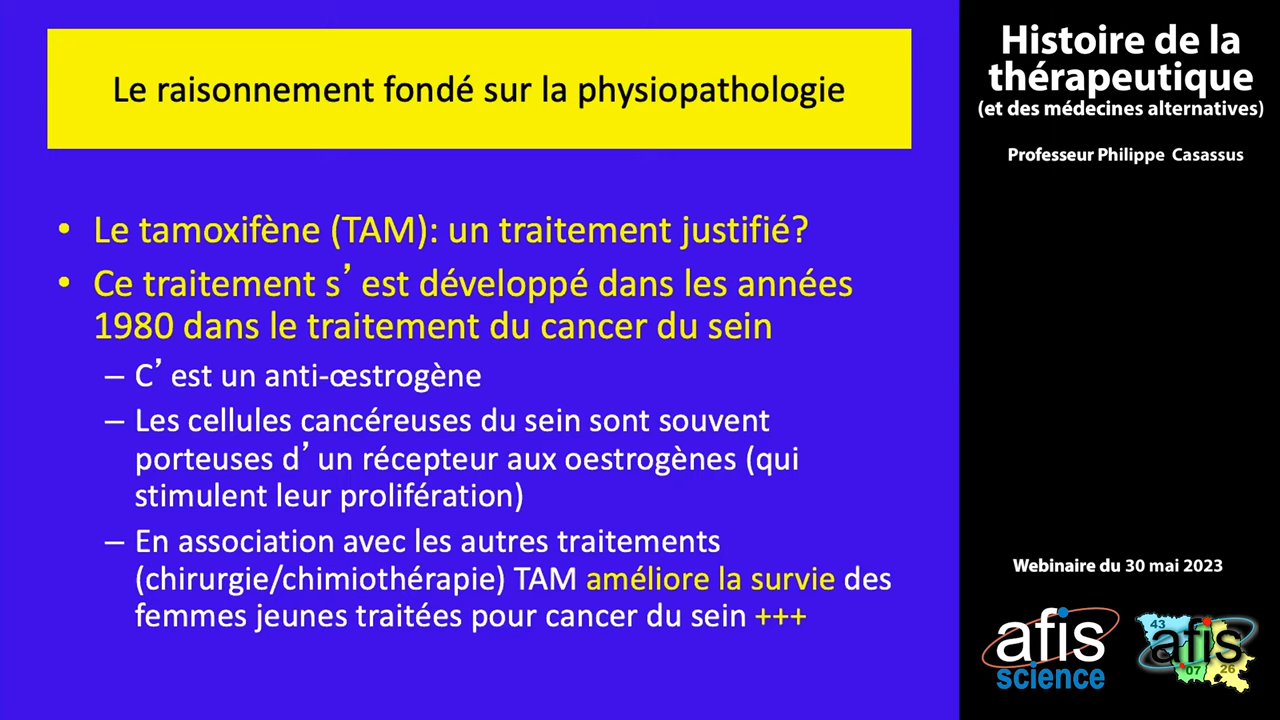 Le raisonnement fondé sur la physiopathologie
• Le tamoxifène (TAM): un traitement justifié?
• Ce traitement s’ est développé dans les années
1980 dans le traitement du cancer du sein
– C’ est un anti-œstrogène
– Les cellules cancéreuses du sein sont souvent
porteuses d’ un récepteur aux oestrogènes (qui
stimulent leur prolifération)
– En association avec les autres traitements
(chirurgie/chimiothérapie) TAM améliore la survie des
femmes jeunes traitées pour cancer du sein +++
Histoire de la
thérapeutique
(et des médecines alternatives)
Professeur Philippe Casassus
Webinaire du 30 mai 2023
afis
science
43
afis
07
26